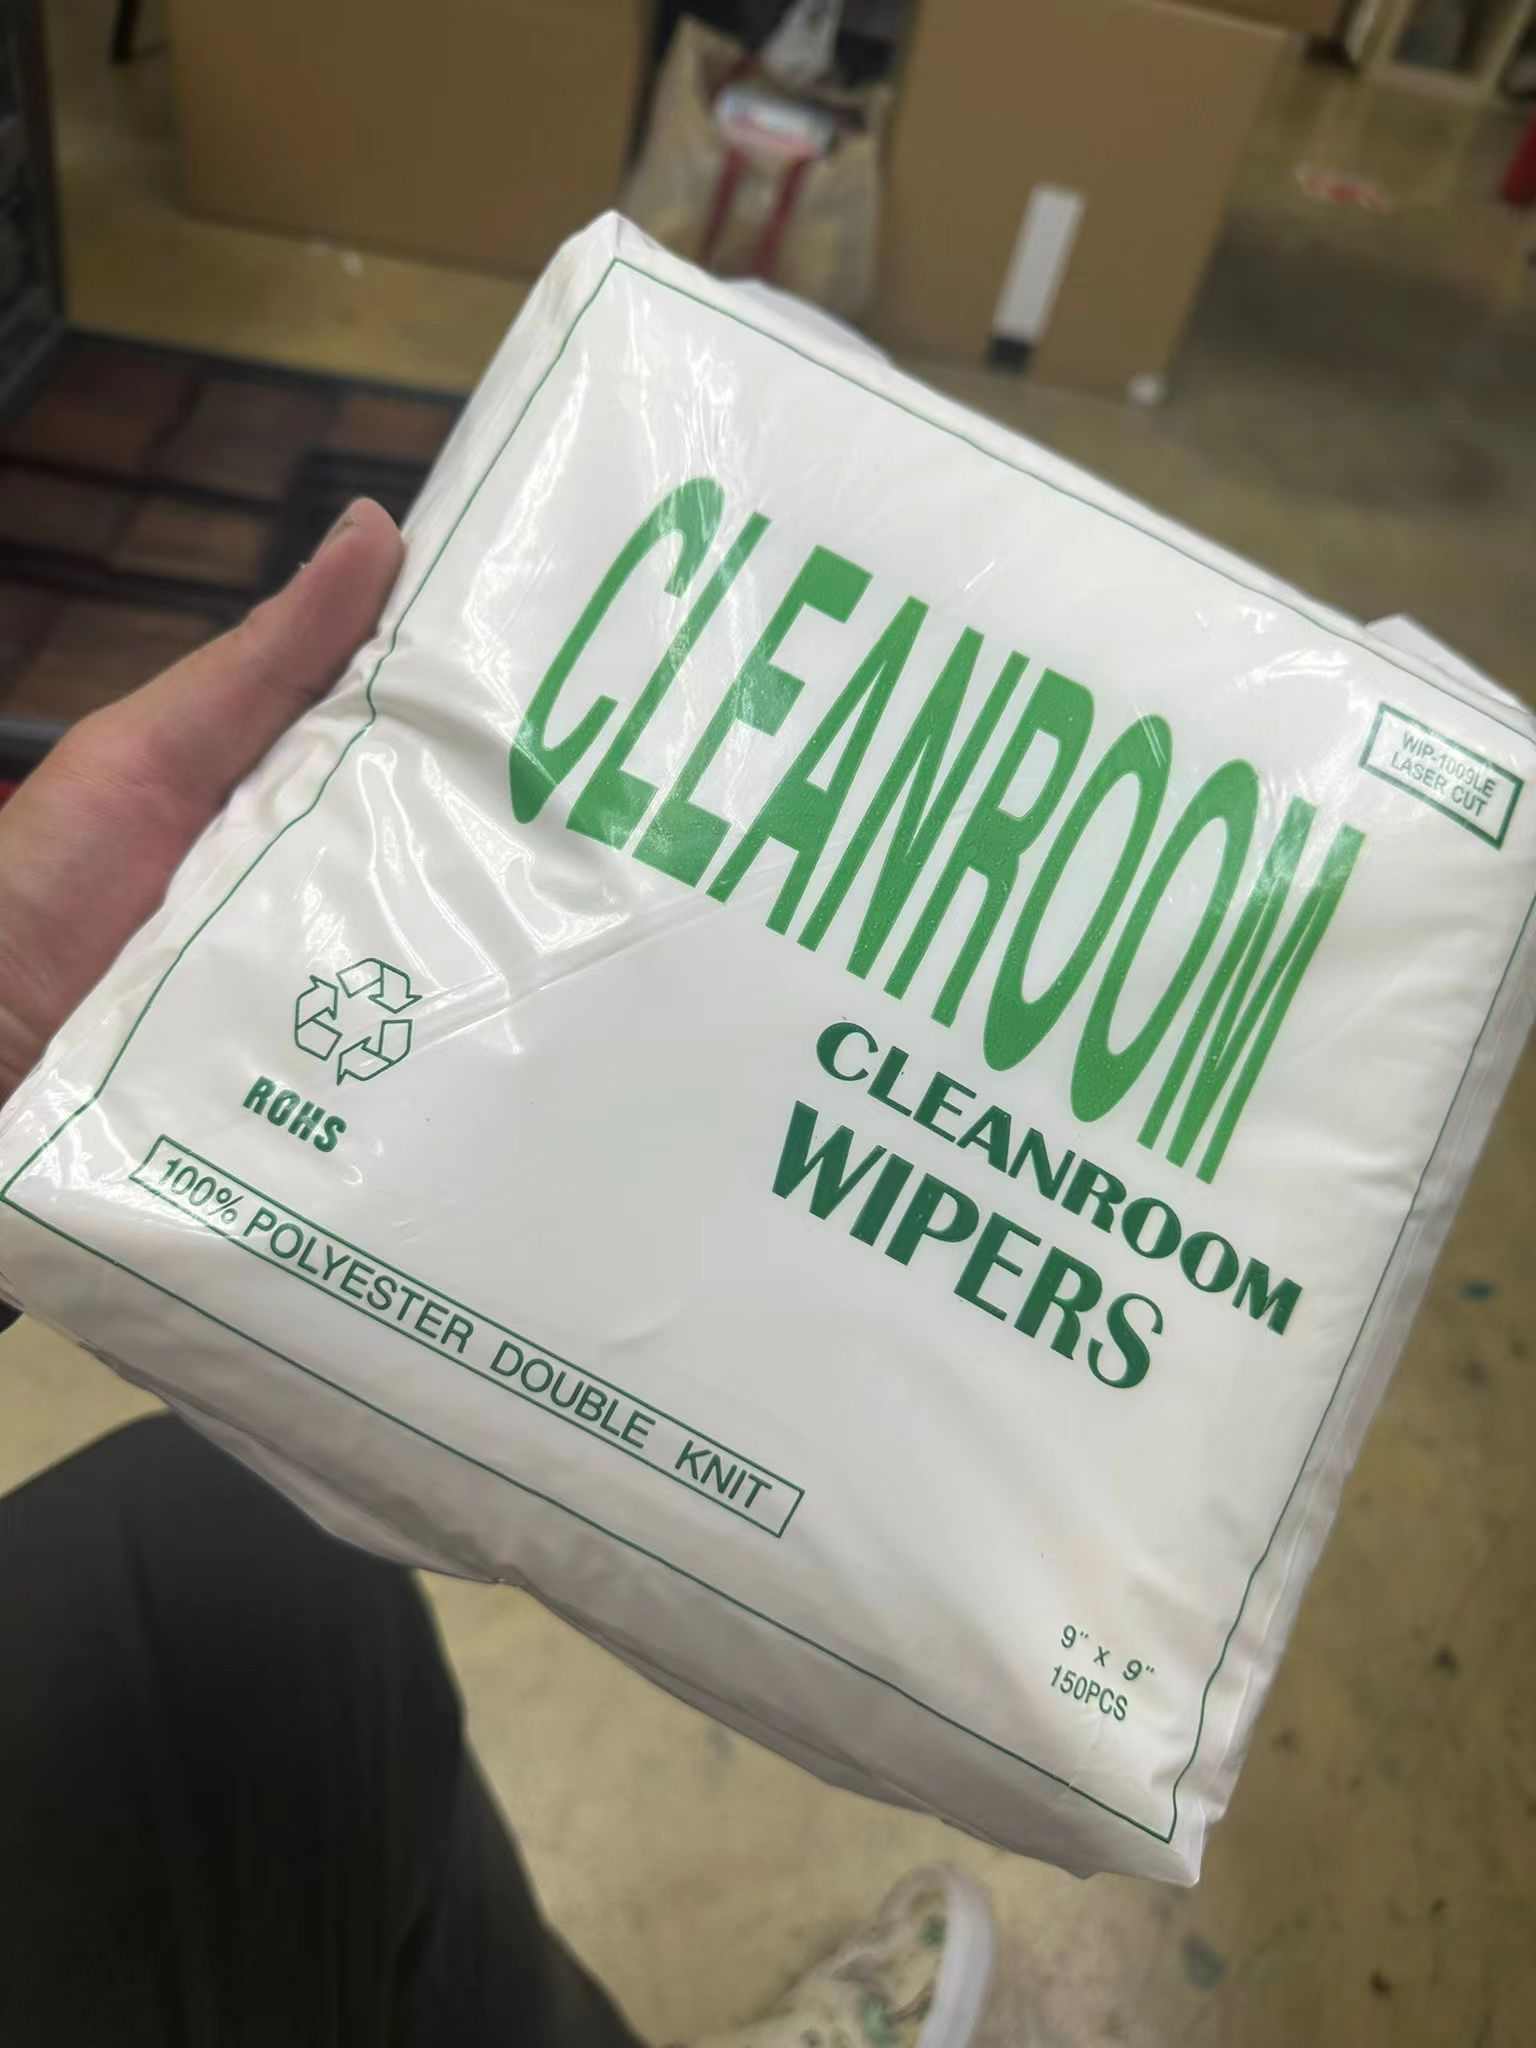 CLEANROOM
WIP-1009LE
LASER CUT
CLEANROOM
WIPERS
ROHS
100% POLYESTER DOUBLE KNIT
9" x 9"
150PCS